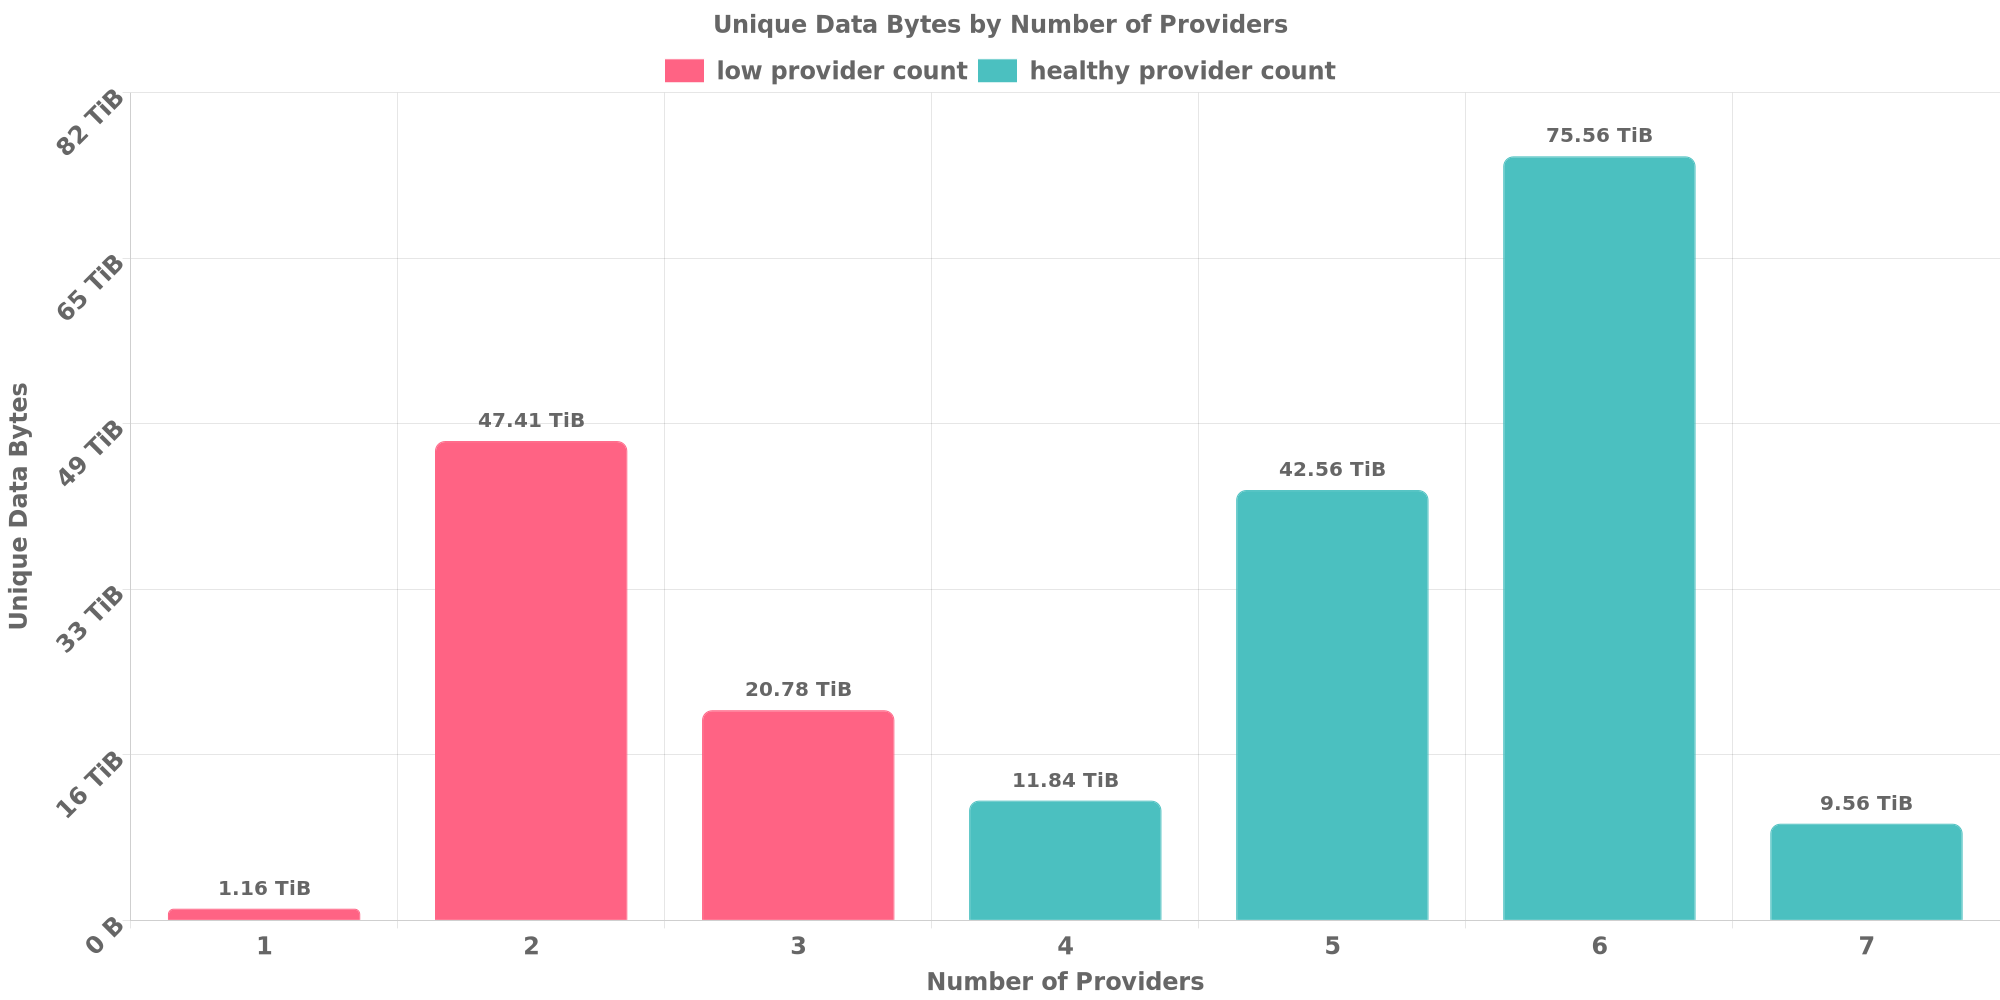 Unique Data Bytes by Number of Providers
low provider count healthy provider count
82 TiB
65 TiB
49 TiB
33 TiB
16 TiB
0 B
Unique Data Bytes
1.16 TiB
47.41 TiB
20.78 TiB
11.84 TiB
42.56 TiB
75.56 TiB
9.56 TiB
1 2 3 4 5 6 7
Number of Providers